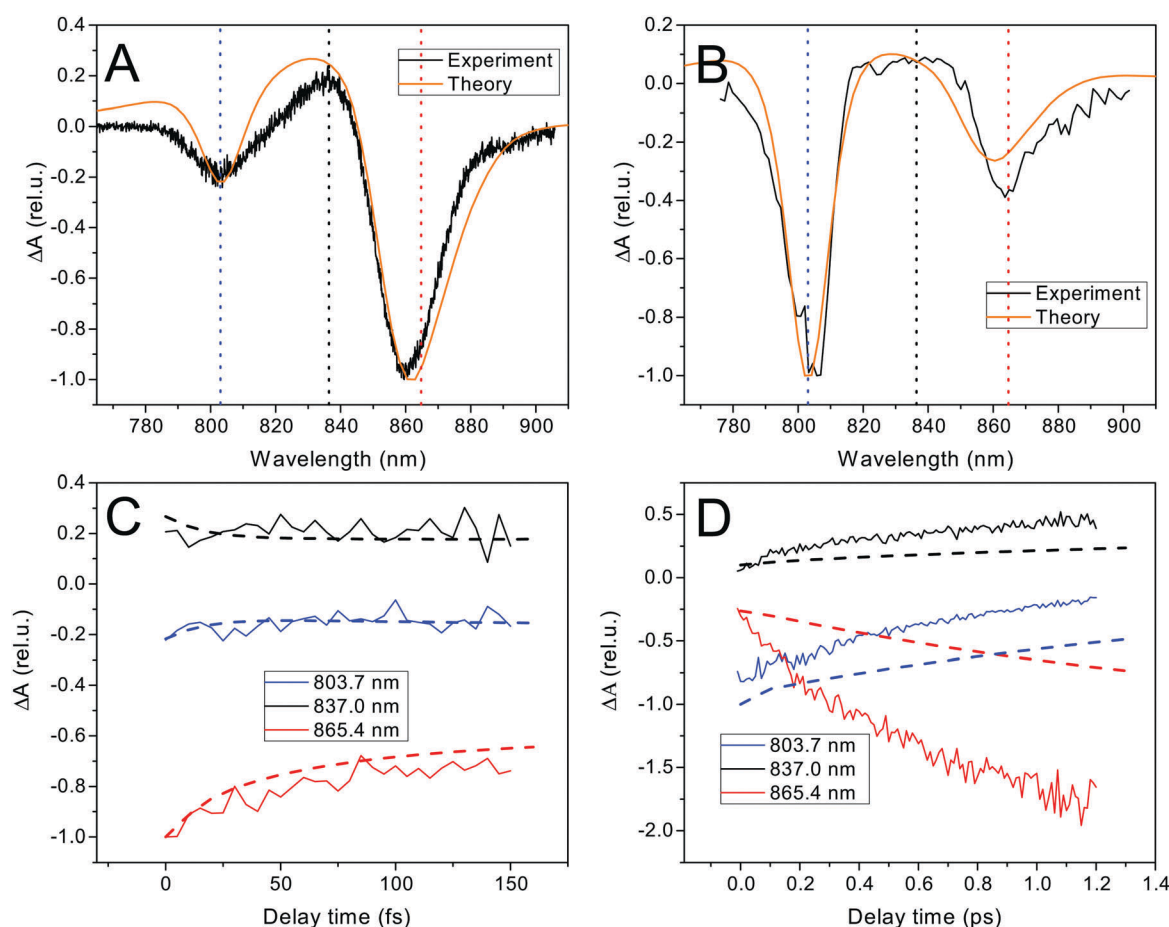 A
Experiment
Theory
ΔA (rel.u.)
0.4
0.2
0.0
-0.2
-0.4
-0.6
-0.8
-1.0
780 800 820 840 860 880 900
Wavelength (nm)
B
Experiment
Theory
ΔA (rel.u.)
0.2
0.0
-0.2
-0.4
-0.6
-0.8
-1.0
780 800 820 840 860 880 900
Wavelength (nm)
C
803.7 nm
837.0 nm
865.4 nm
ΔA (rel.u.)
0.4
0.2
0.0
-0.2
-0.4
-0.6
-0.8
-1.0
0 50 100 150
Delay time (fs)
D
803.7 nm
837.0 nm
865.4 nm
ΔA (rel.u.)
0.5
0.0
-0.5
-1.0
-1.5
-2.0
0.0 0.2 0.4 0.6 0.8 1.0 1.2 1.4
Delay time (ps)